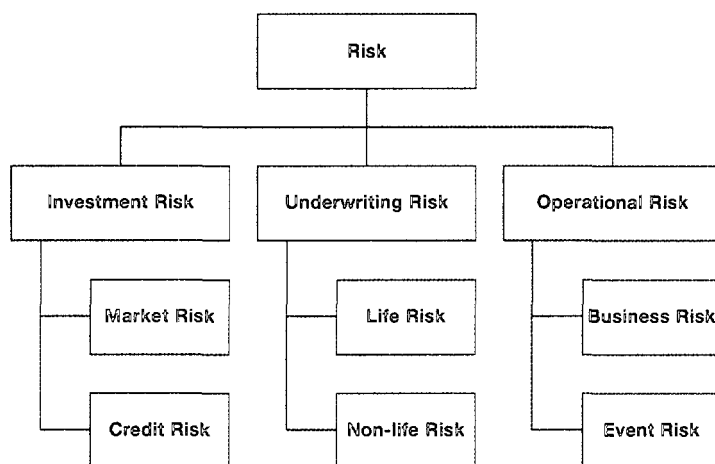 Risk
Investment Risk
Underwriting Risk
Operational Risk
Market Risk
Life Risk
Business Risk
Credit Risk
Non-life Risk
Event Risk